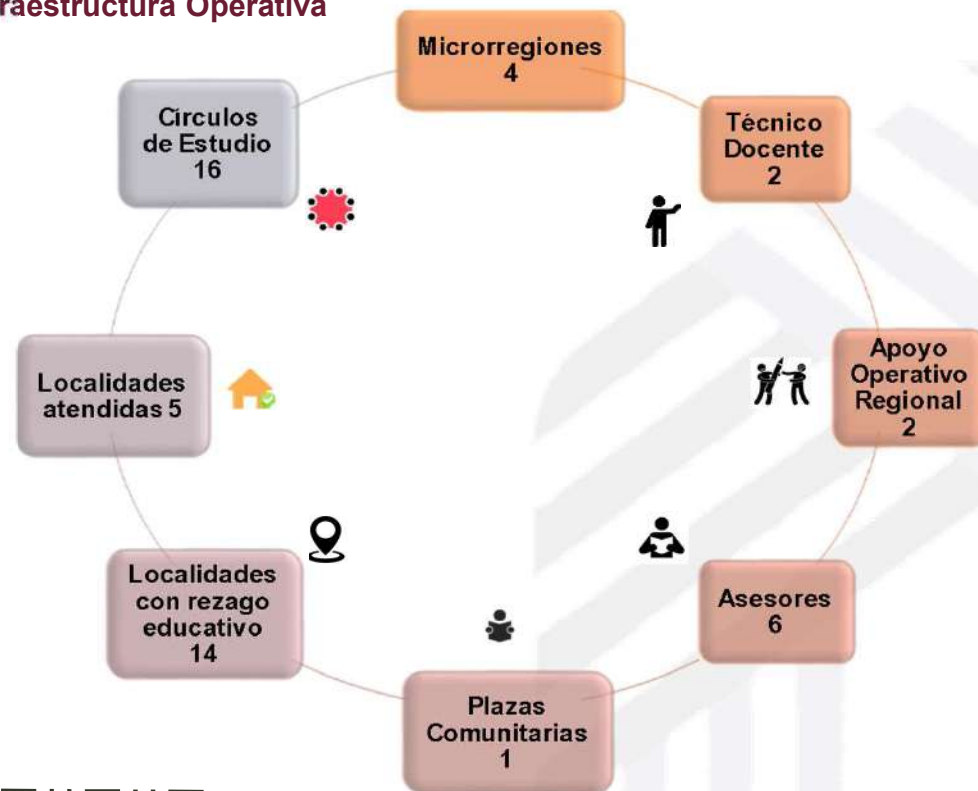 raestructura Operativa
Microrregiones
4
Técnico
Docente
2
Apoyo
Operativo
Regional
2
Asesores
6
Plazas
Comunitarias
1
Localidades
con rezago
educativo
14
Localidades
atendidas 5
Círculos
de Estudio
16